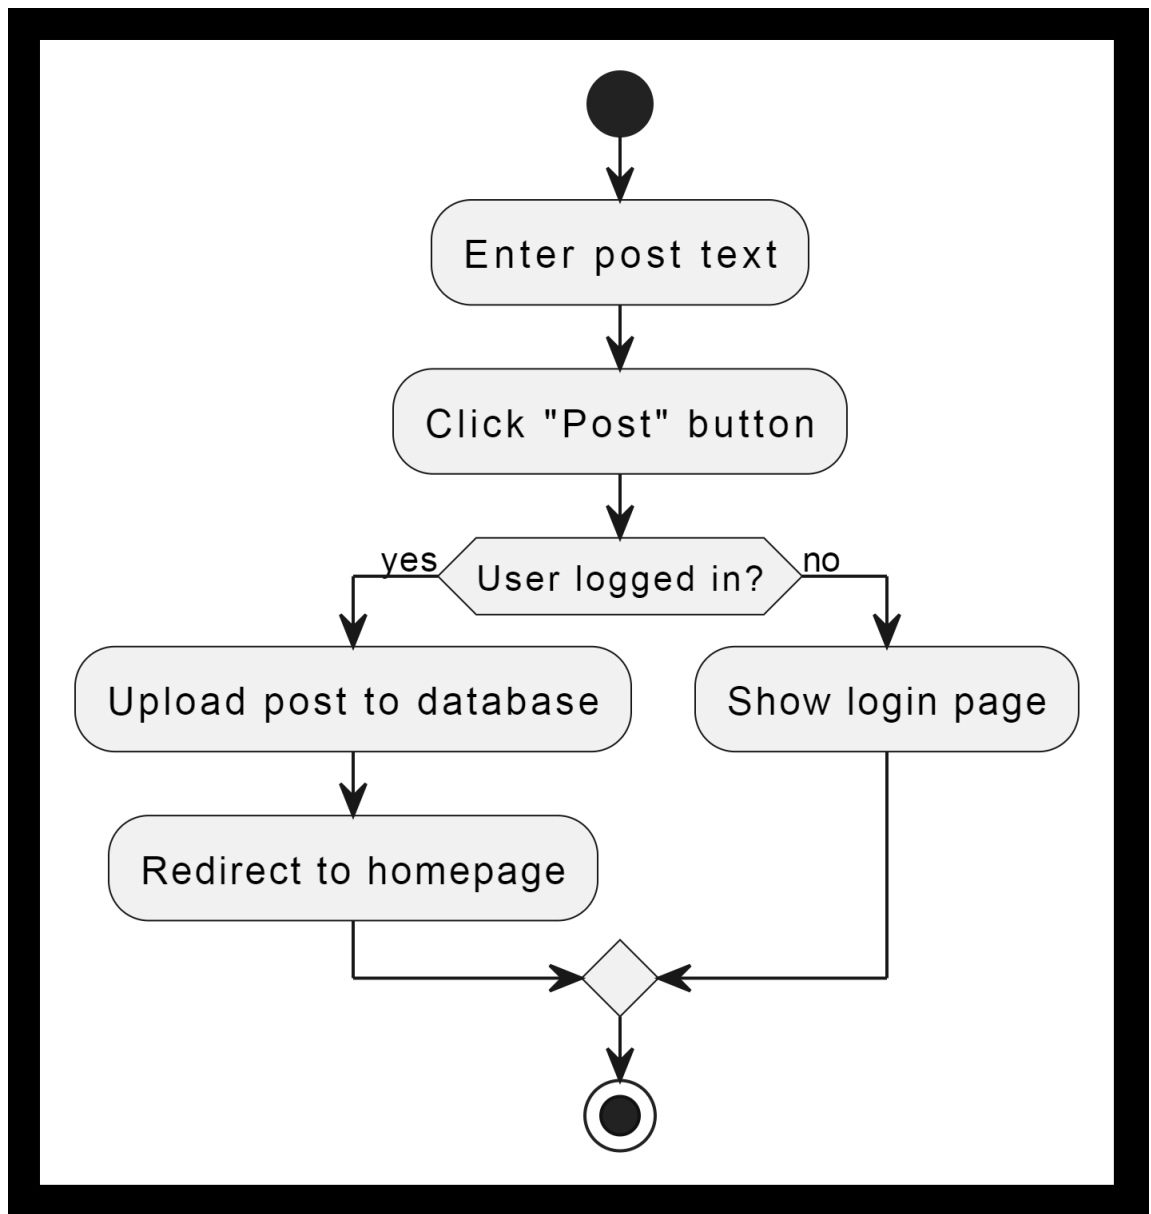 Enter post text
Click "Post" button
yes
User logged in?
no
Upload post to database
Show login page
Redirect to homepage